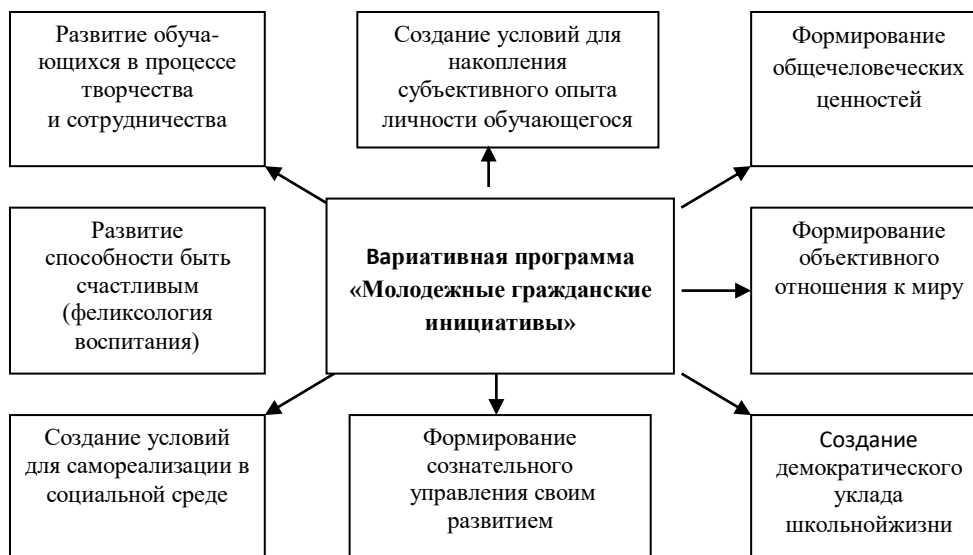 Развитие обуча-
ющихся в процессе
творчества
и сотрудничества
Создание условий для
накопления
субъективного опыта
личности обучающегося
Формирование
общечеловеческих
ценностей
Развитие
способности быть
счастливым
(феликсология
воспитания)
Вариативная программа
«Молодежные гражданские
инициативы»
Формирование
объективного
отношения к миру
Создание условий
для самореализации в
социальной среде
Формирование
сознательного
управления своим
развитием
Создание
демократического
уклада
школьнойжизни